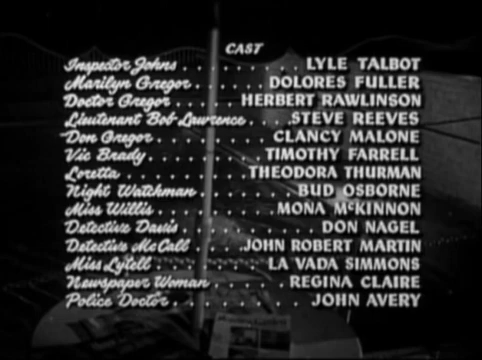 CAST
Inspector Johns . . . . . . . . . LYLE TALBOT
Marilyn Gregor . . . . . . DOLORES FULLER
Doctor Gregor . . . . . HERBERT RAWLINSON
Lieutenant Bob Lawrence . . . . STEVE REEVES
Don Gregor . . . . . . . . CLANCY MALONE
Vic Brady . . . . . . . . TIMOTHY FARRELL
Loretta . . . . . . . . THEODORA THURMAN
Night Watchman . . . . . . BUD OSBORNE
Miss Willis . . . . . . . . MONA McKINNON
Detective Davis . . . . . . . . DON NAGEL
Detective McCall . . . . JOHN ROBERT MARTIN
Miss Lytell . . . . . . . LA VADA SIMMONS
Newspaper Woman . . . . . REGINA CLAIRE
Police Doctor . . . . . . . . JOHN AVERY